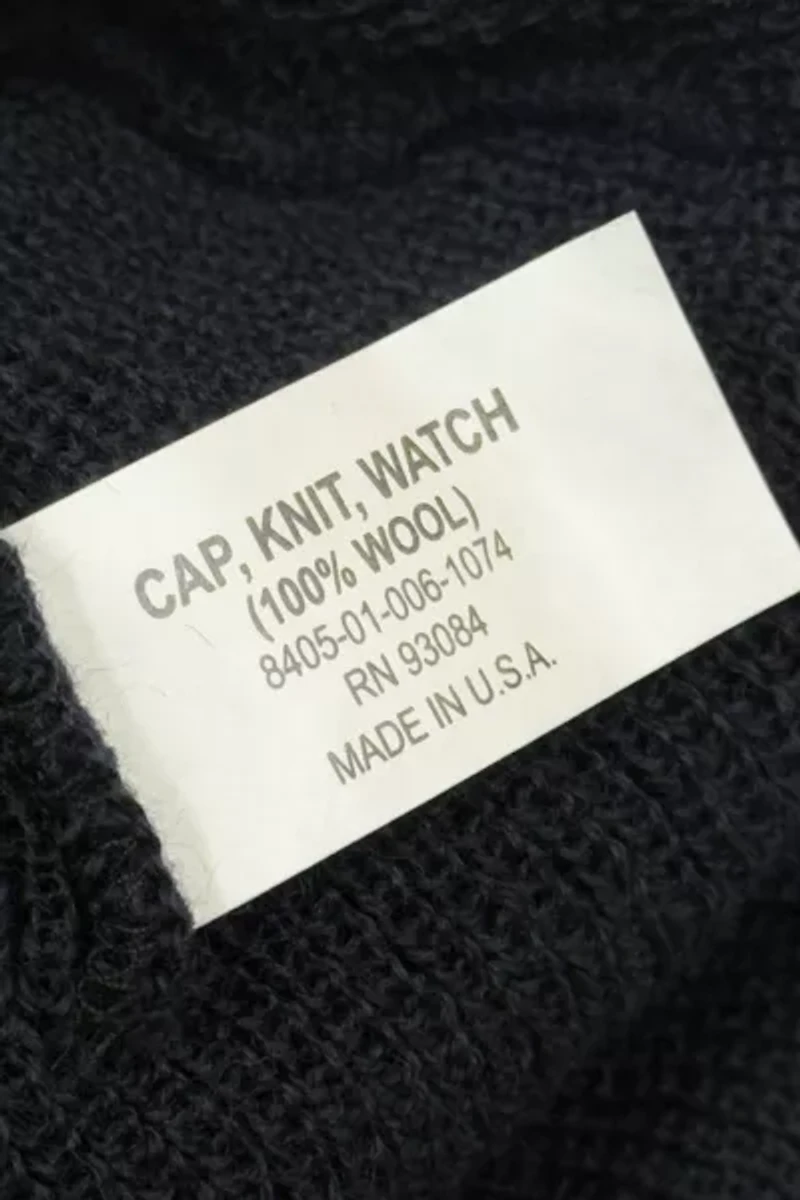 CAP, KNIT, WATCH
(100% WOOL)
8405-01-006-1074
RN 93084
MADE IN U.S.A.